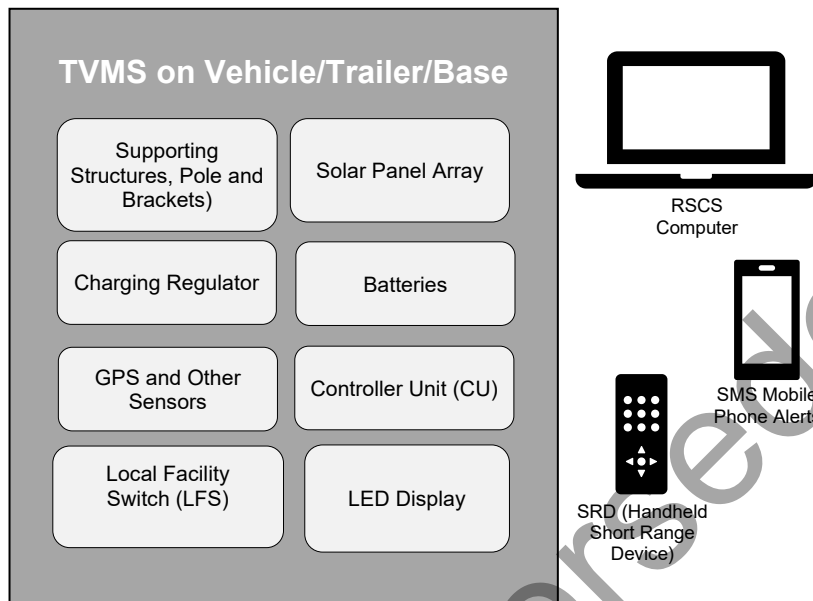 TVMS on Vehicle/Trailer/Base
Supporting
Structures, Pole and
Brackets)
Solar Panel Array
Charging Regulator
Batteries
GPS and Other
Sensors
Controller Unit (CU)
Local Facility
Switch (LFS)
LED Display
RSCS
Computer
SMS Mobile
Phone Alerts
SRD (Handheld
Short Range
Device)